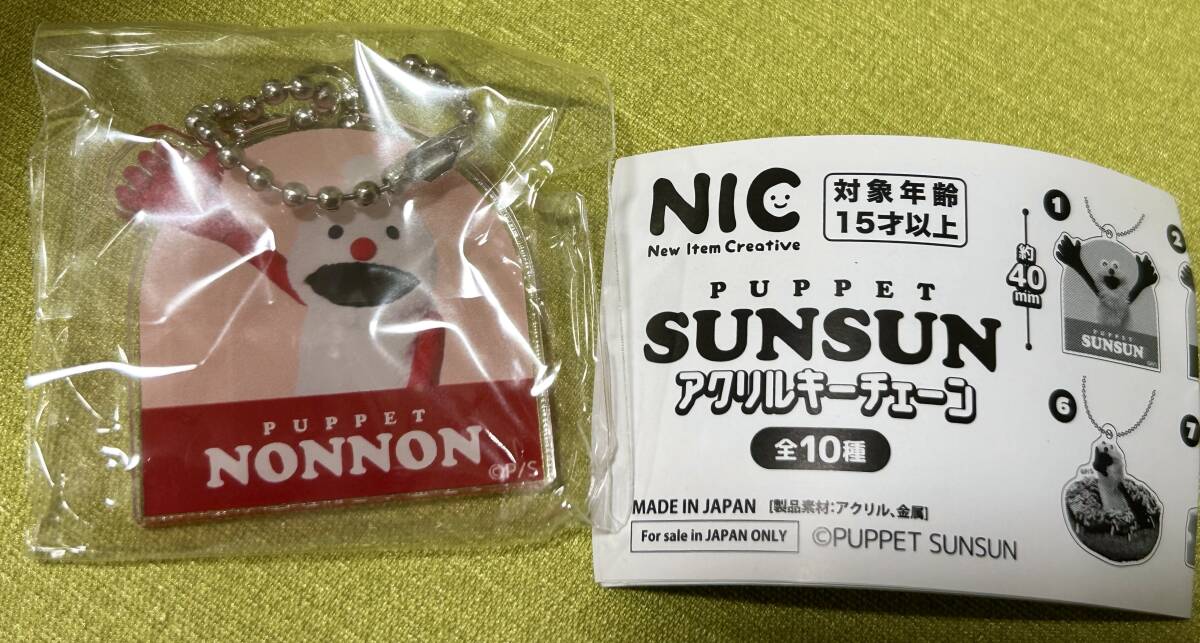 PUPPET
NONNON
©P/S
NIC
New Item Creative
対象年齢
15才以上
PUPPET
SUNSUN
アクリルキーチェーン
全10種
MADE IN JAPAN [製品素材:アクリル、金属]
For sale in JAPAN ONLY
©PUPPET SUNSUN
約
40
mm
1
PUPPET
SUNSUN
2
6
7